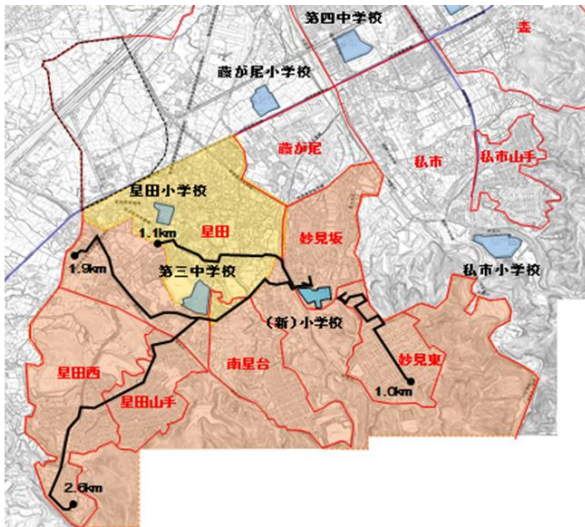 第四中学校
森
藤が尾小学校
藤が尾
私市
私市山手
星田小学校
星田
妙見坂
1.1km
私市小学校
1.9km
第三中学校
(新)小学校
南星台
妙見東
星田西
星田山手
1.0km
2.6km